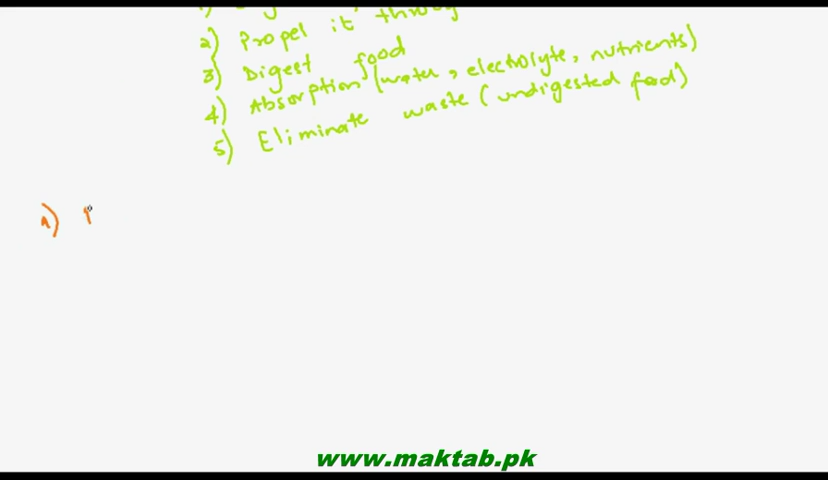 2) Propel it
3) Digest food
4) Absorption (water, electrolyte, nutrients)
5) Eliminate waste (undigested food)
www.maktab.pk